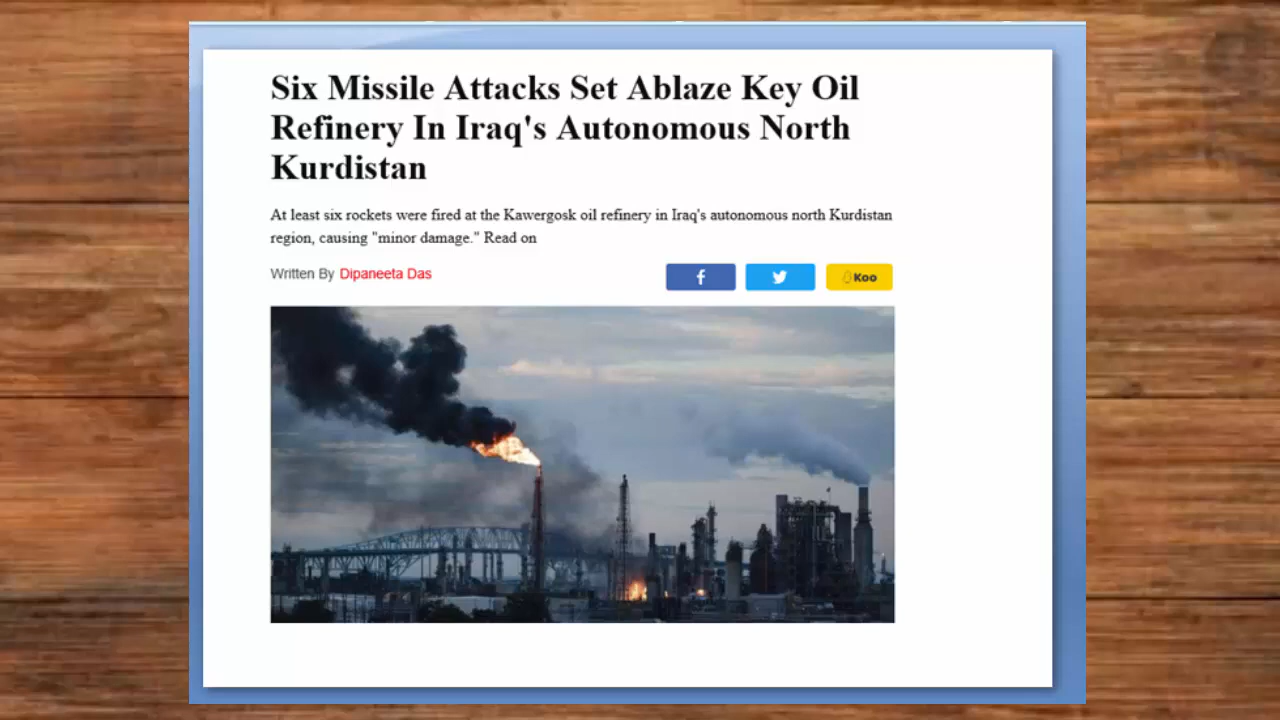 Six Missile Attacks Set Ablaze Key Oil
Refinery In Iraq's Autonomous North
Kurdistan
At least six rockets were fired at the Kawergosk oil refinery in Iraq's autonomous north Kurdistan
region, causing "minor damage." Read on
Written By Dipaneeta Das
Koo